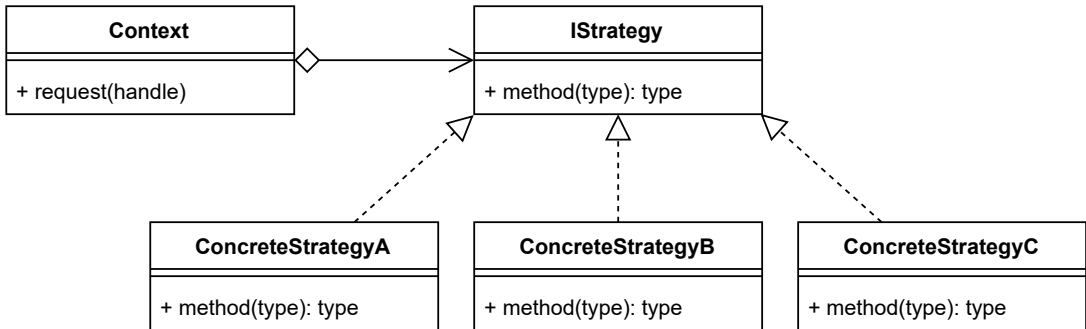 Context
+ request(handle)
IStrategy
+ method(type): type
ConcreteStrategyA
+ method(type): type
ConcreteStrategyB
+ method(type): type
ConcreteStrategyC
+ method(type): type